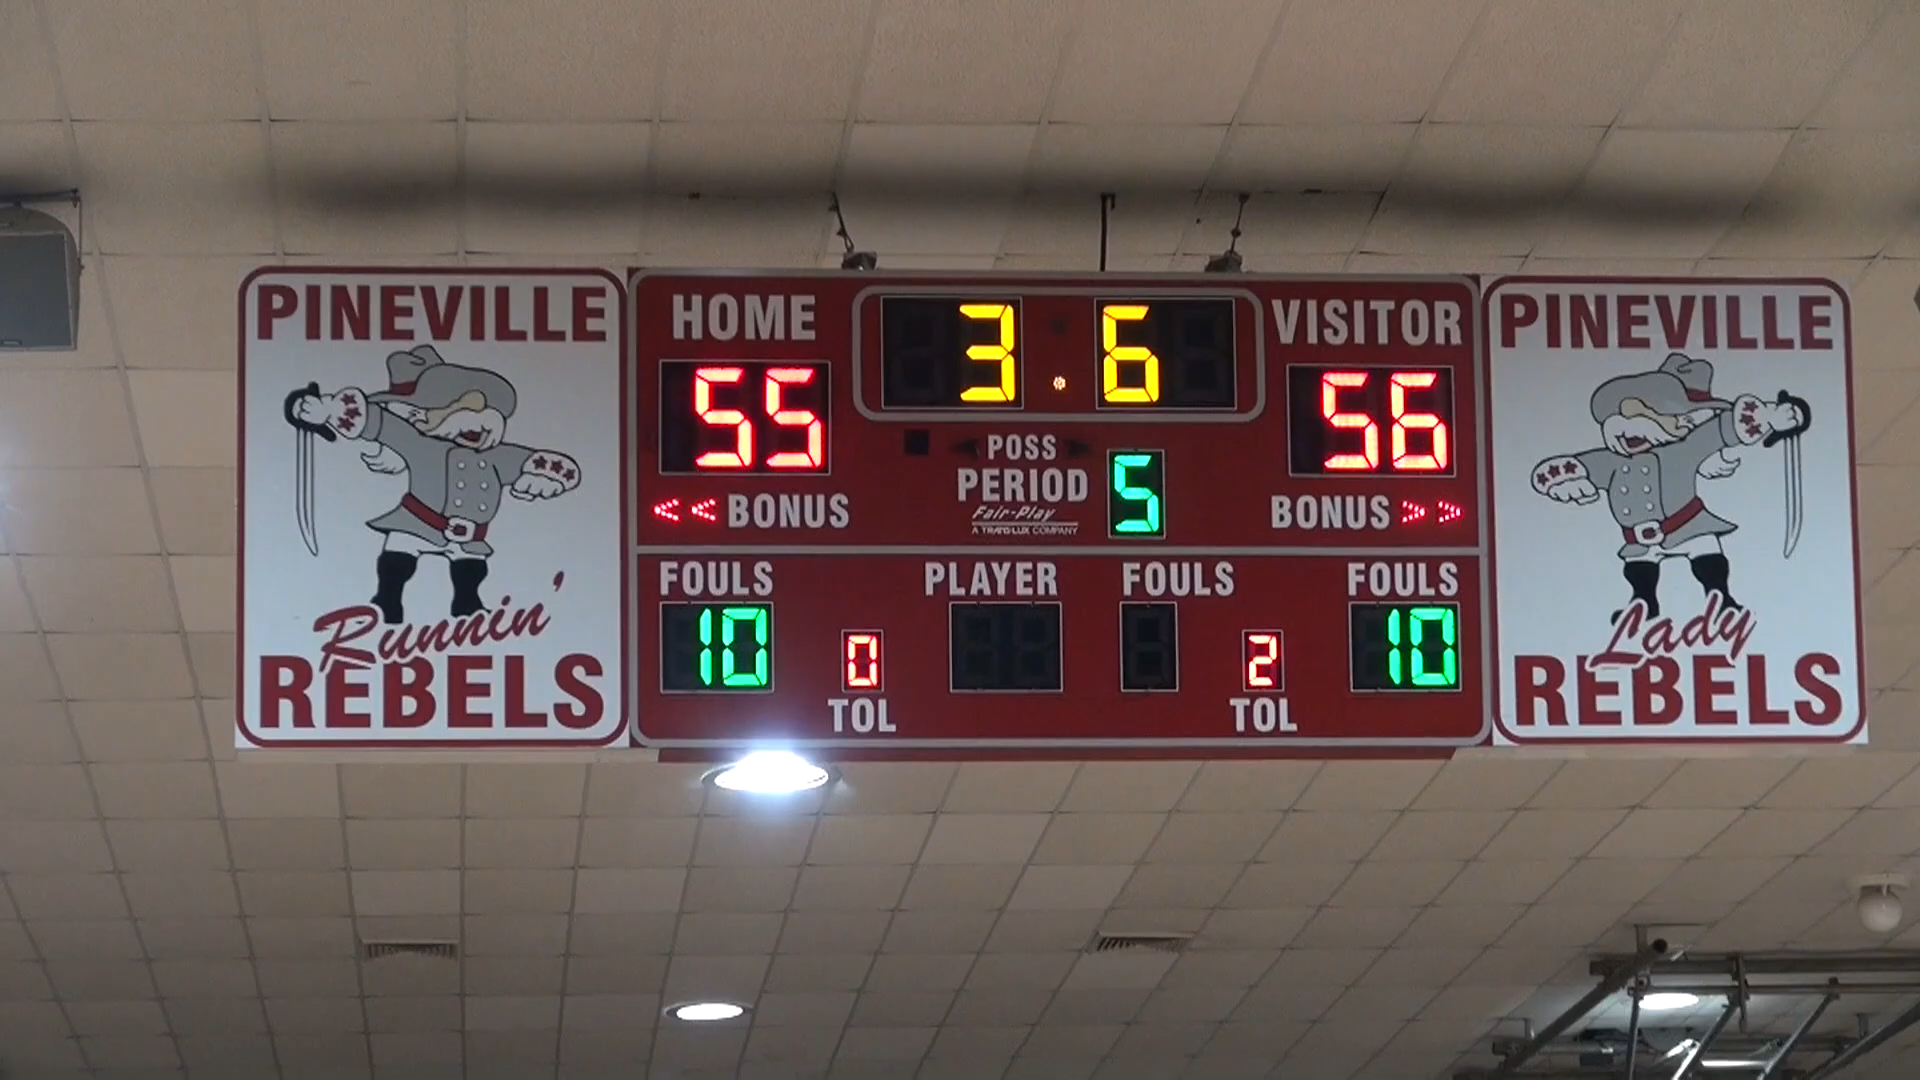 PINEVILLE
Runnin'
REBELS
HOME
3.6
VISITOR
55
56
POSS
PERIOD
5
<< BONUS
Fair-Play
A TRANS-LUX COMPANY
BONUS >>
FOULS
PLAYER
FOULS
FOULS
10
0
2
10
TOL
TOL
PINEVILLE
Lady
REBELS